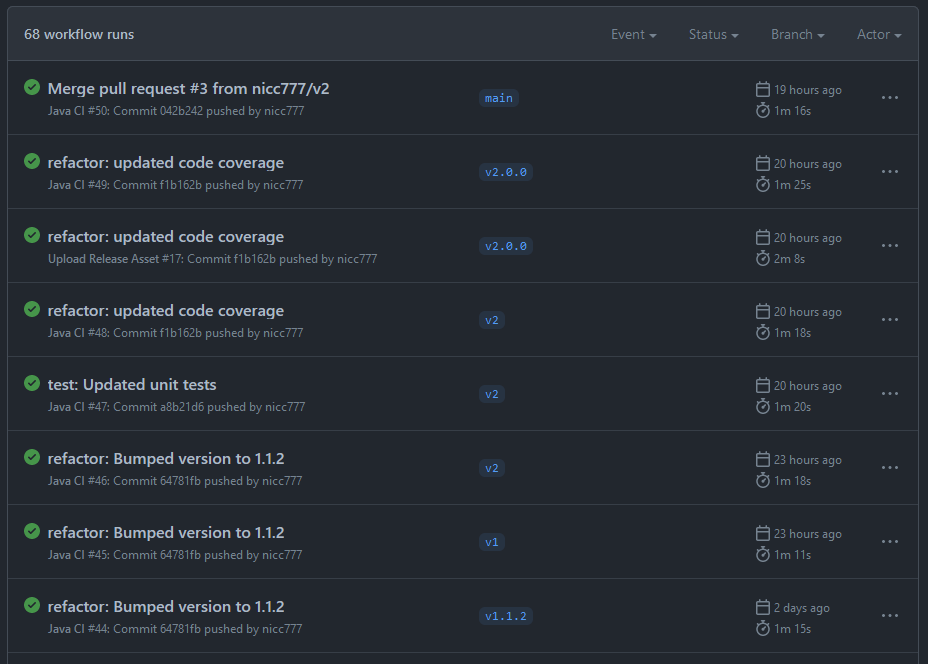 68 workflow runs Event Status Branch Actor
Merge pull request #3 from nicc777/v2
Java CI #50: Commit 042b242 pushed by nicc777
main
19 hours ago
1m 16s
refactor: updated code coverage
Java CI #49: Commit f1b162b pushed by nicc777
v2.0.0
20 hours ago
1m 25s
refactor: updated code coverage
Upload Release Asset #17: Commit f1b162b pushed by nicc777
v2.0.0
20 hours ago
2m 8s
refactor: updated code coverage
Java CI #48: Commit f1b162b pushed by nicc777
v2
20 hours ago
1m 18s
test: Updated unit tests
Java CI #47: Commit a8b21d6 pushed by nicc777
v2
20 hours ago
1m 20s
refactor: Bumped version to 1.1.2
Java CI #46: Commit 64781fb pushed by nicc777
v2
23 hours ago
1m 18s
refactor: Bumped version to 1.1.2
Java CI #45: Commit 64781fb pushed by nicc777
v1
23 hours ago
1m 11s
refactor: Bumped version to 1.1.2
Java CI #44: Commit 64781fb pushed by nicc777
v1.1.2
2 days ago
1m 15s